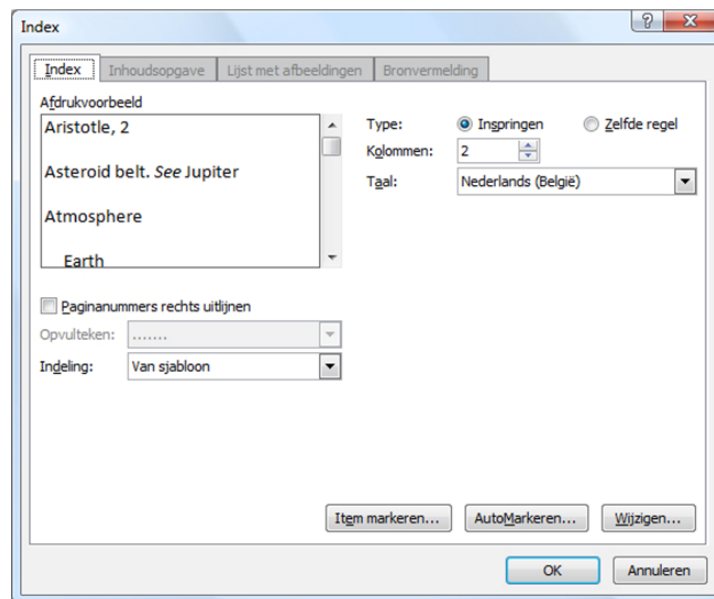 Index
Index Inhoudsopgave Lijst met afbeeldingen Bronvermelding
Afdrukvoorbeeld
Aristotle, 2
Asteroid belt. See Jupiter
Atmosphere
Earth
Type: Inspringen Zelfde regel
Kolommen: 2
Taal: Nederlands (België)
Paginanummers rechts uitlijnen
Opvulteken: .......
Indeling: Van sjabloon
Item markeren... AutoMarkeren... Wijzigen...
OK Annuleren